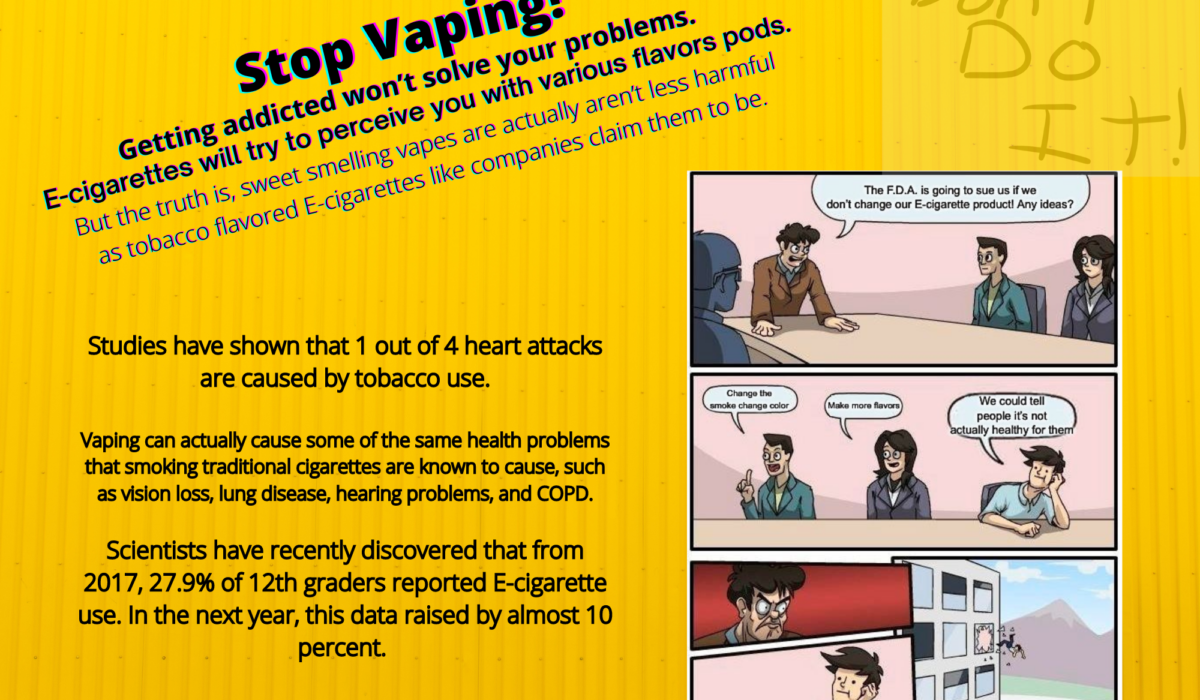 Stop Vaping!
Getting addicted won't solve your problems.
E-cigarettes will try to perceive you with various flavors pods.
But the truth is, sweet smelling vapes are actually aren't less harmful
as tobacco flavored E-cigarettes like companies claim them to be.
Don't
Do
It!
The F.D.A. is going to sue us if we
don't change our E-cigarette product! Any ideas?
Studies have shown that 1 out of 4 heart attacks
are caused by tobacco use.
Vaping can actually cause some of the same health problems
that smoking traditional cigarettes are known to cause, such
as vision loss, lung disease, hearing problems, and COPD.
Scientists have recently discovered that from
2017, 27.9% of 12th graders reported E-cigarette
use. In the next year, this data raised by almost 10
percent.
Change the
smoke change color
Make more flavors
We could tell
people it's not
actually healthy for them